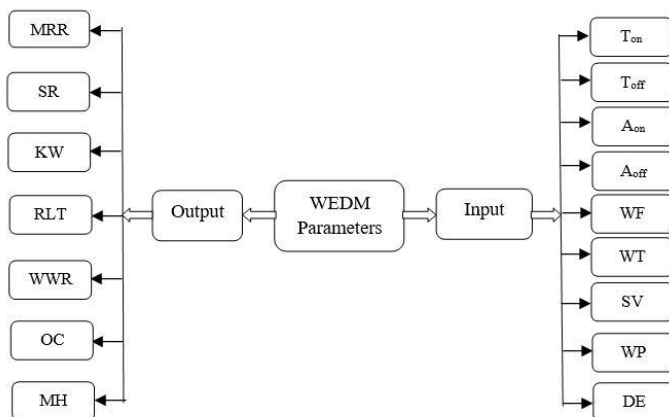 MRR
SR
KW
RLT
WWR
OC
MH
Output
WEDM
Parameters
Input
Ton
Toff
Aon
Aoff
WF
WT
SV
WP
DE